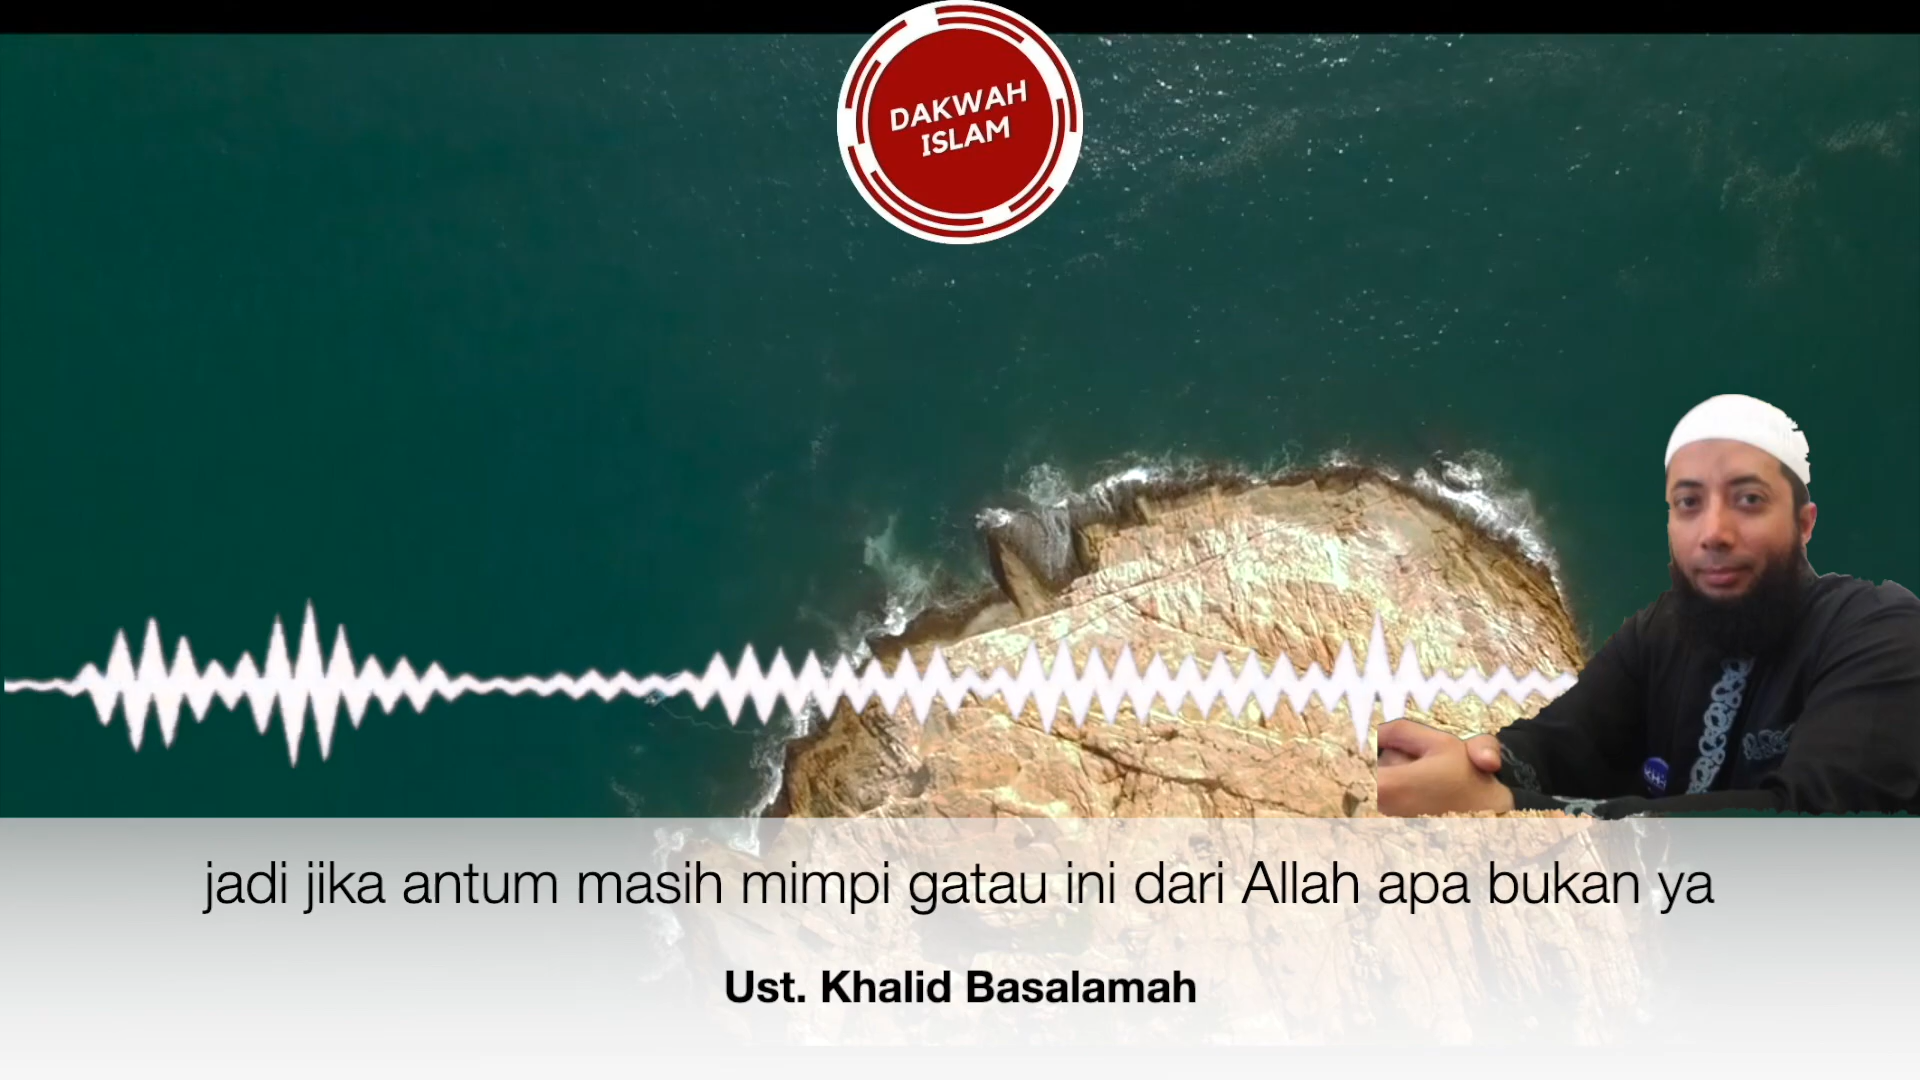 DAKWAH
ISLAM
jadi jika antum masih mimpi gatau ini dari Allah apa bukan ya
Ust. Khalid Basalamah